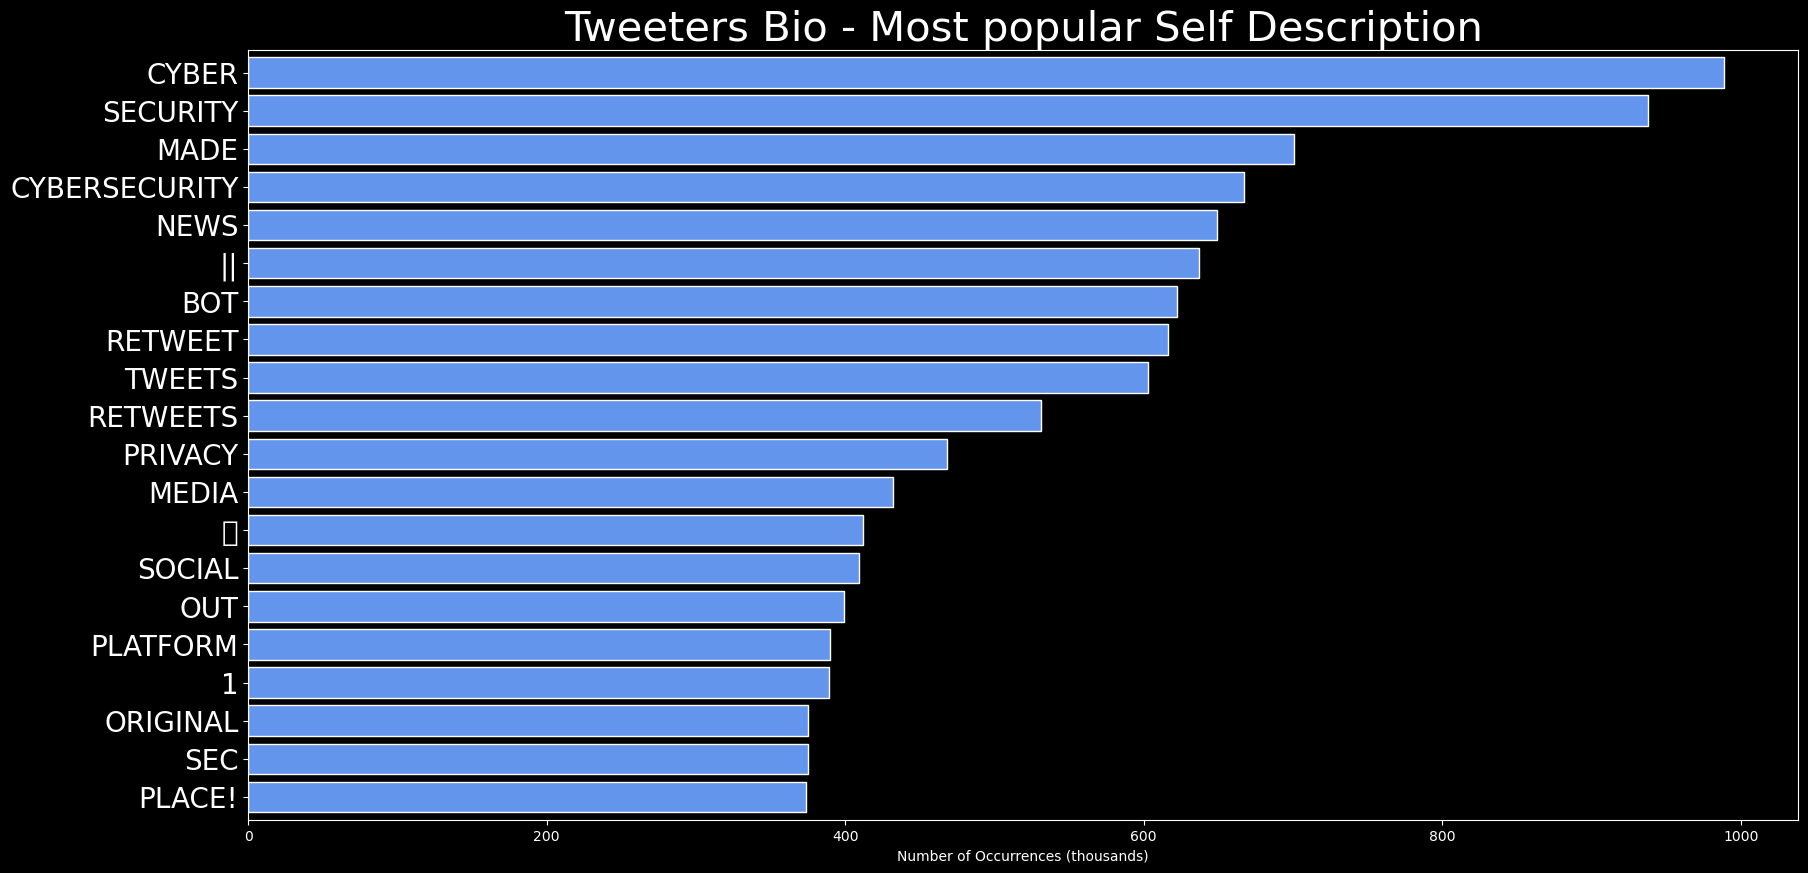 Tweeters Bio - Most popular Self Description
CYBER
SECURITY
MADE
CYBERSECURITY
NEWS
||
BOT
RETWEET
TWEETS
RETWEETS
PRIVACY
MEDIA
SOCIAL
OUT
PLATFORM
1
ORIGINAL
SEC
PLACE!
0 200 400 600 800 1000
Number of Occurrences (thousands)